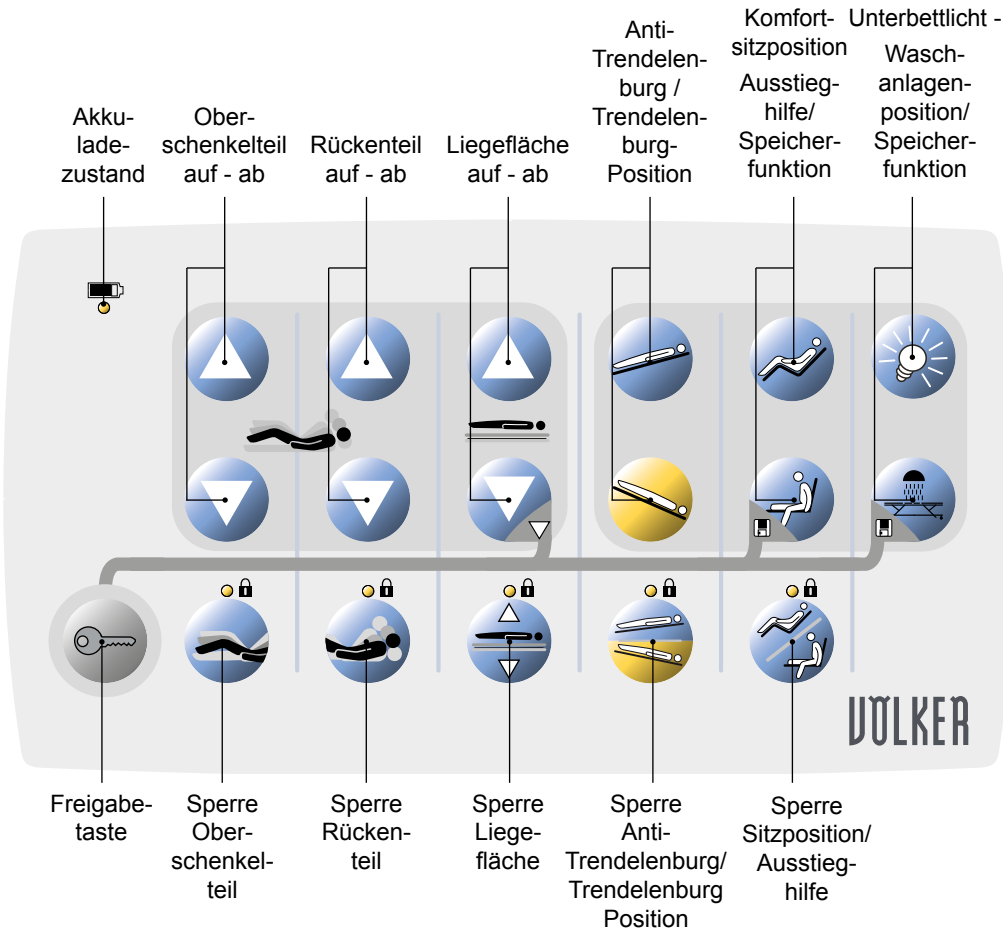 Akku-
lade-
zustand
Ober-
schenkelteil
auf - ab
Rückenteil
auf - ab
Liegefläche
auf - ab
Anti-
Trendelen-
burg /
Trendelen-
burg-
Position
Komfort-
sitzposition
Ausstieg-
hilfe/
Speicher-
funktion
Unterbettlicht -
Wasch-
anlagen-
position/
Speicher-
funktion
VÖLKER
Freigabe-
taste
Sperre
Ober-
schenkel-
teil
Sperre
Rücken-
teil
Sperre
Liege-
fläche
Sperre
Anti-
Trendelenburg/
Trendelenburg
Position
Sperre
Sitzposition/
Ausstieg-
hilfe